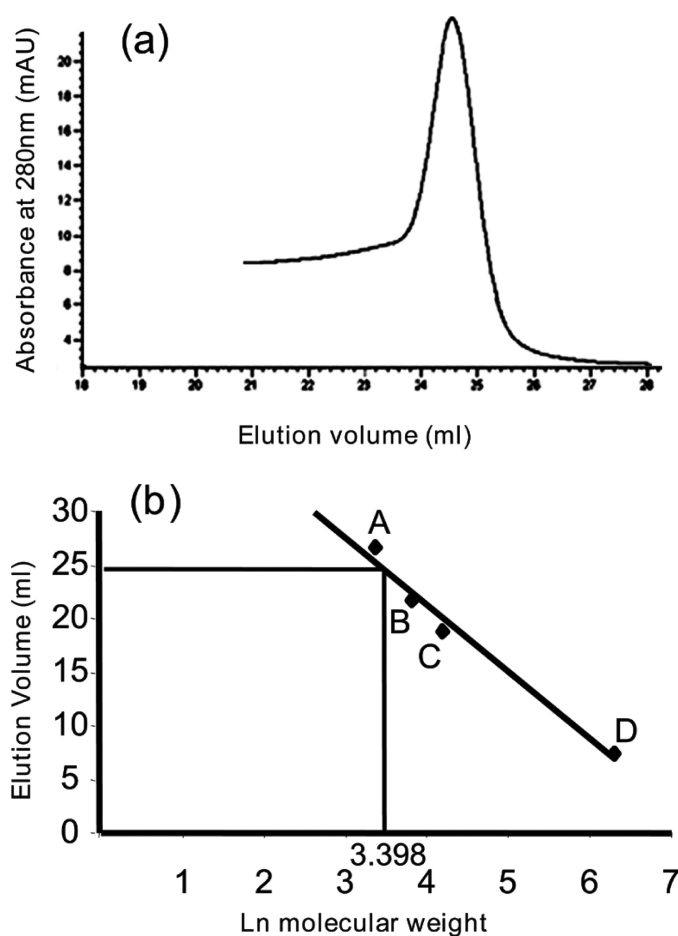 (a)
Absorbance at 280nm (mAU)
20
18
16
14
12
10
8
6
4
18 19 20 21 22 23 24 25 26 27 28
Elution volume (ml)
(b)
Elution Volume (ml)
30
25
20
15
10
5
0
A
B
C
D
3.398
1 2 3 4 5 6 7
Ln molecular weight